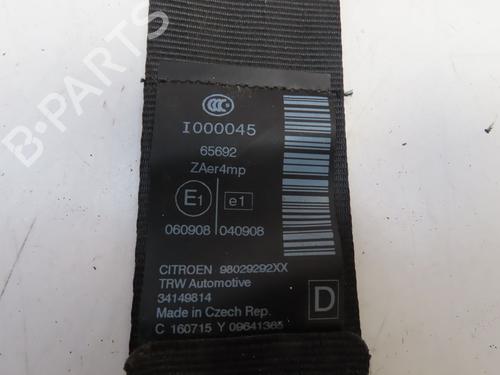 CCC
I000045
65692
ZAer4mp
E1 e1
060908 040908
CITROEN 98029292XX
TRW Automotive
34149814
Made in Czech Rep.
C 160715 Y 09641365
D
B-PARTS